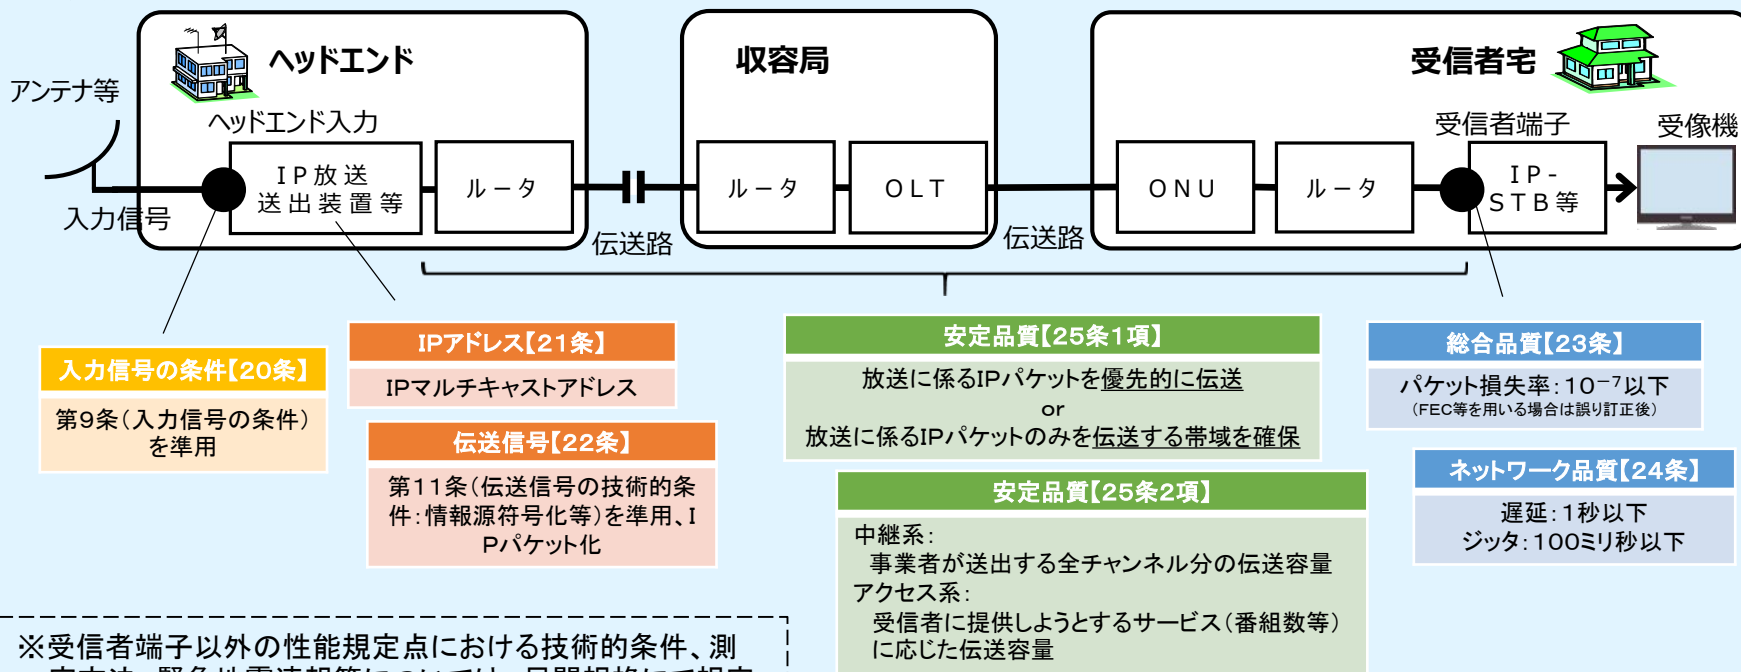 ヘッドエンド
収容局
受信者宅
アンテナ等
ヘッドエンド入力
受信者端子
受像機
IP放送
送出装置等
ルータ
ルータ
OLT
ONU
ルータ
IP-
STB等
入力信号
伝送路
伝送路
入力信号の条件【20条】
第9条(入力信号の条件)
を準用
IPアドレス【21条】
IPマルチキャストアドレス
伝送信号【22条】
第11条(伝送信号の技術的条
件:情報源符号化等)を準用、I
Pパケット化
安定品質【25条1項】
放送に係るIPパケットを優先的に伝送
or
放送に係るIPパケットのみを伝送する帯域を確保
安定品質【25条2項】
中継系:
事業者が送出する全チャンネル分の伝送容量
アクセス系:
受信者に提供しようとするサービス(番組数等)
に応じた伝送容量
総合品質【23条】
パケット損失率:10⁻⁷以下
(FEC等を用いる場合は誤り訂正後)
ネットワーク品質【24条】
遅延:1秒以下
ジッタ:100ミリ秒以下
※受信者端子以外の性能規定点における技術的条件、測